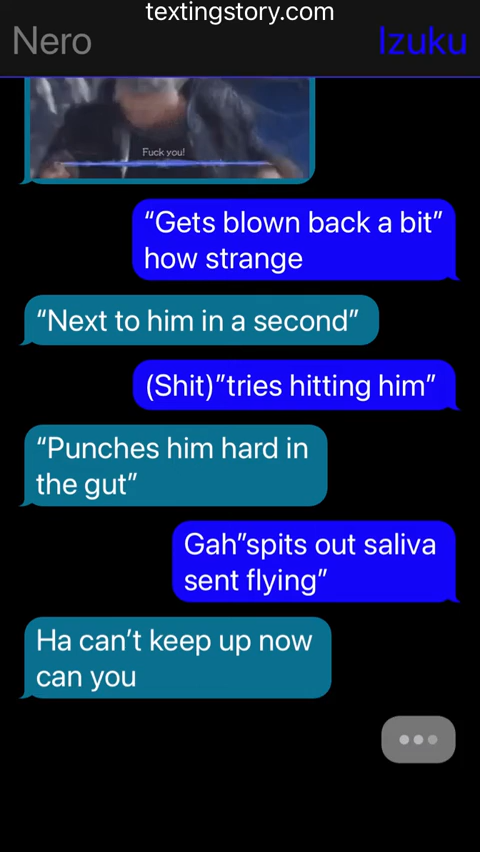 textingstory.com
Nero
Izuku
Fuck you!
“Gets blown back a bit”
how strange
“Next to him in a second”
(Shit)”tries hitting him”
“Punches him hard in
the gut”
Gah”spits out saliva
sent flying”
Ha can’t keep up now
can you